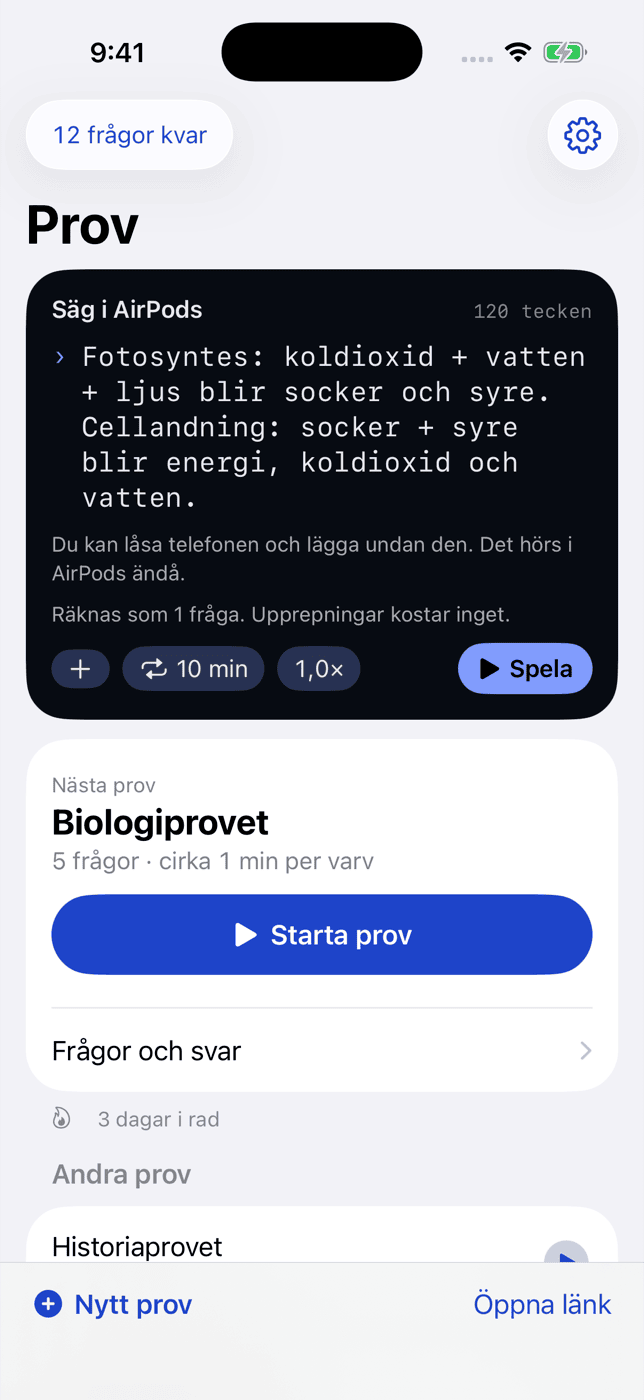 9:41
12 frågor kvar
Prov
Säg i AirPods
120 tecken
› Fotosyntes: koldioxid + vatten
+ ljus blir socker och syre.
Cellandning: socker + syre
blir energi, koldioxid och
vatten.
Du kan låsa telefonen och lägga undan den. Det hörs i
AirPods ändå.
Räknas som 1 fråga. Upprepningar kostar inget.
10 min
1,0×
Spela
Nästa prov
Biologiprovet
5 frågor · cirka 1 min per varv
Starta prov
Frågor och svar
3 dagar i rad
Andra prov
Historiaprovet
Nytt prov
Öppna länk